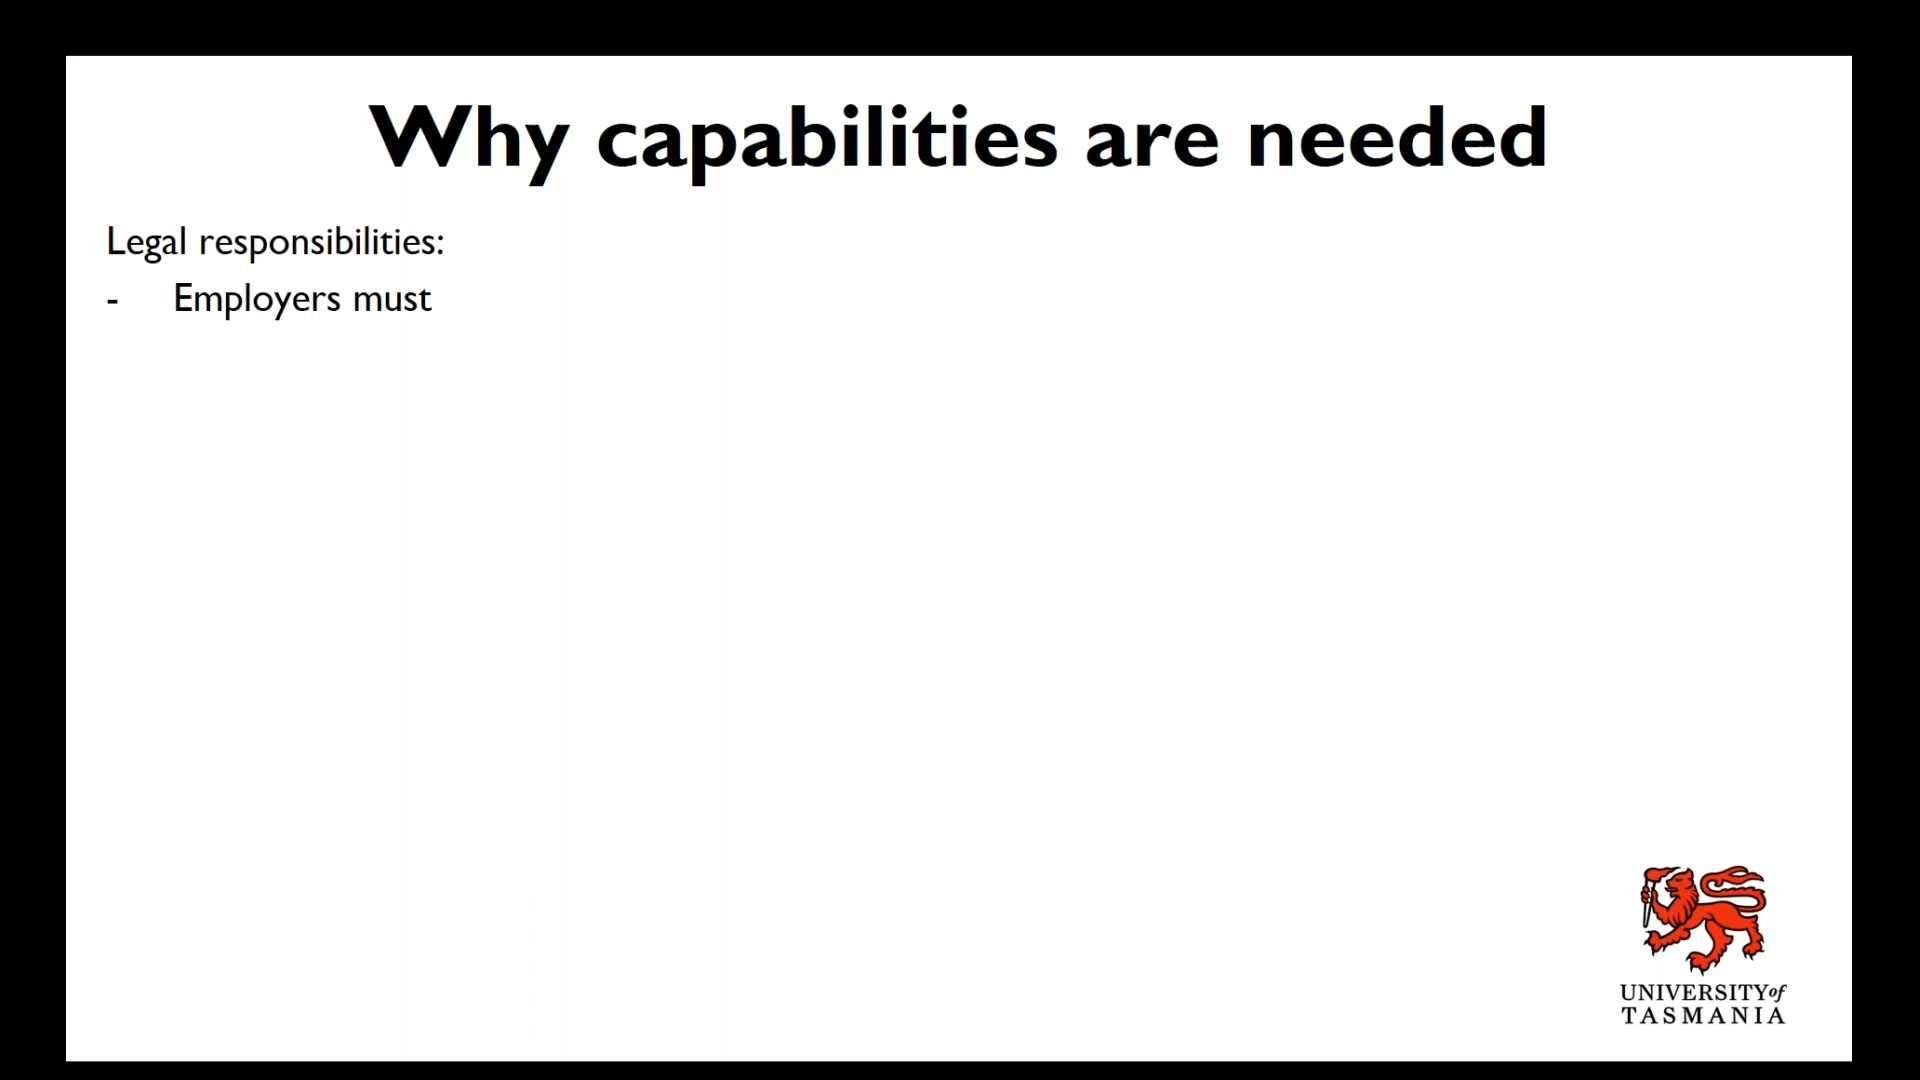 Why capabilities are needed
Legal responsibilities:
- Employers must
UNIVERSITY of
TASMANIA